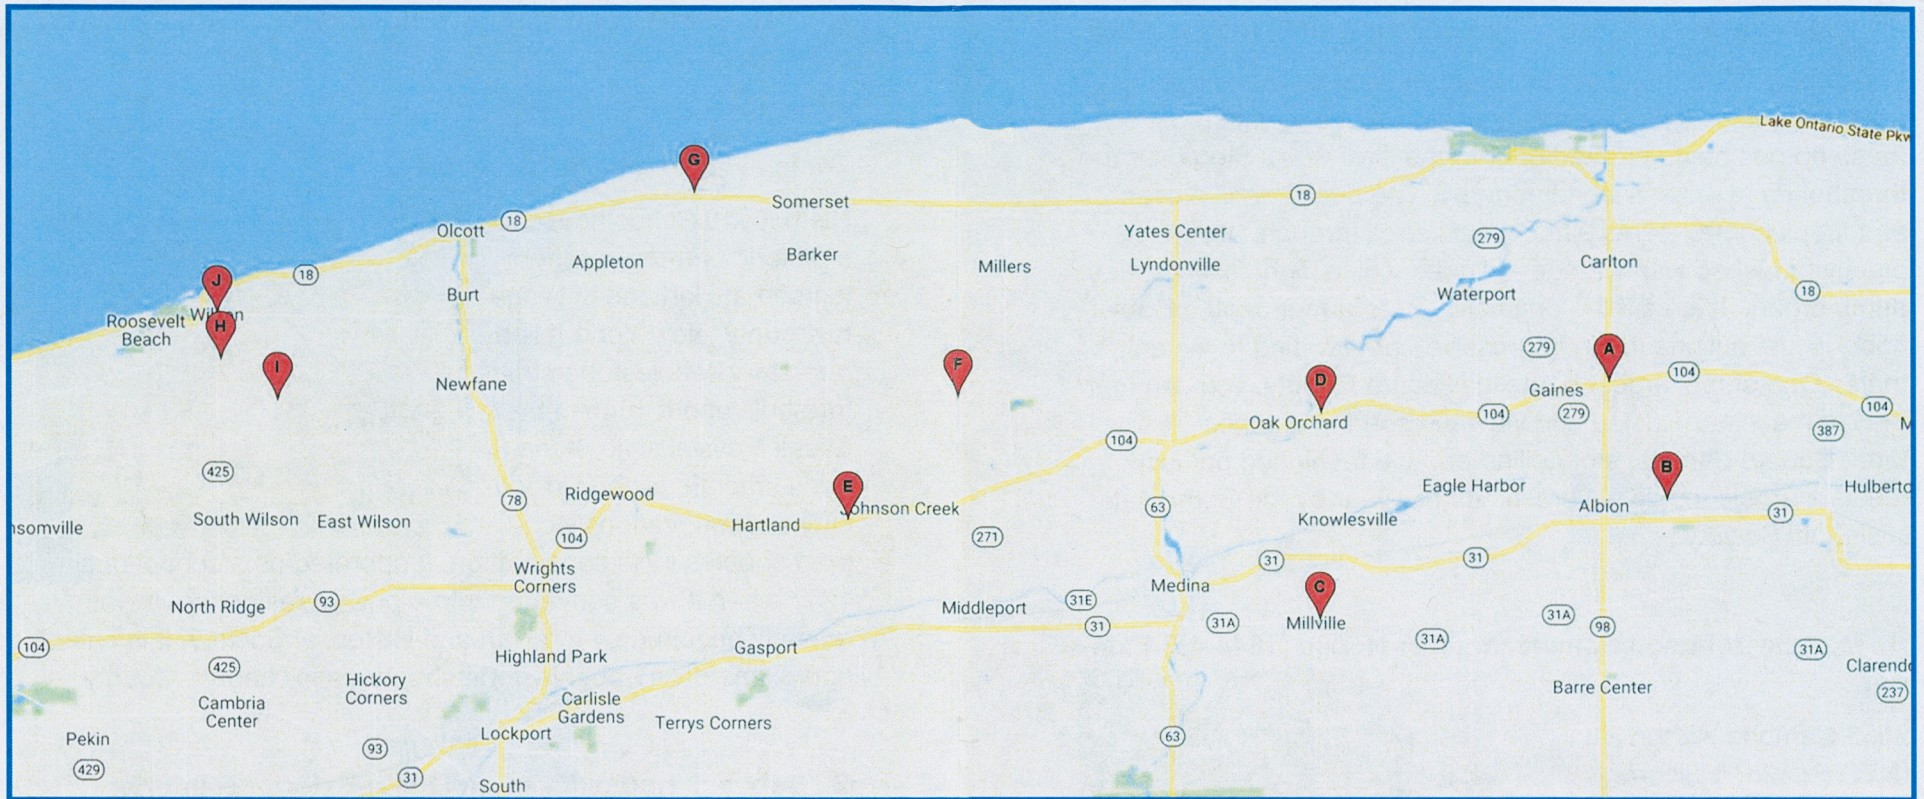 Lake Ontario State Pkw
G
18
Somerset
18
Olcott
18
Yates Center
279
Appleton
Barker
Millers
Lyndonville
Carlton
J
18
Burt
Waterport
18
Roosevelt
Beach
H
279
A
104
I
F
D
Newfane
Gaines
104
Oak Orchard
104
279
387
M
104
425
B
78
Ridgewood
E
Johnson Creek
63
Eagle Harbor
Albion
Hulberto
31
nsomville
South Wilson
East Wilson
Hartland
Knowlesville
104
271
31
31
Wrights
Corners
Medina
C
North Ridge
93
Middleport
31E
31
31A
Millville
31A
31A
98
104
Gasport
31A
425
Highland Park
Clarendo
237
Hickory
Corners
Barre Center
Cambria
Center
Carlisle
Gardens
Terrys Corners
Pekin
93
Lockport
63
429
31
South